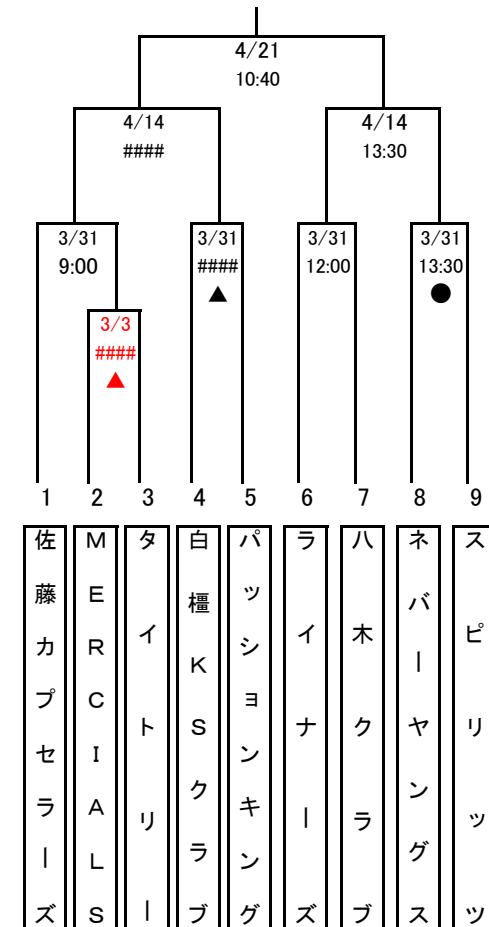 4/21
10:40
4/14
####
4/14
13:30
3/31
9:00
3/31
####
▲
3/31
12:00
3/31
13:30
●
3/3
####
▲
1 2 3 4 5 6 7 8 9
佐藤カプセラーズ
MERCIALS
タイトリー
白橿KSクラブ
パッションキング
ライナーズ
八木クラブ
ネバーヤングス
スピリッツ